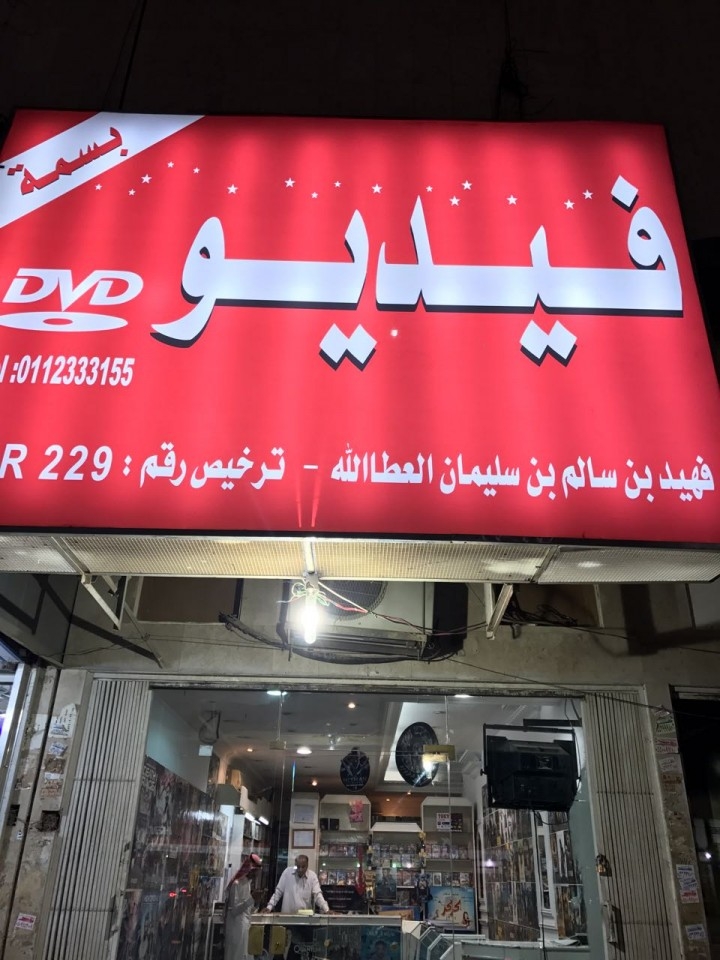 بسمة
فيديو
DVD
l :0112333155
فهيد بن سالم بن سليمان العطاالله - ترخيص رقم : R 229